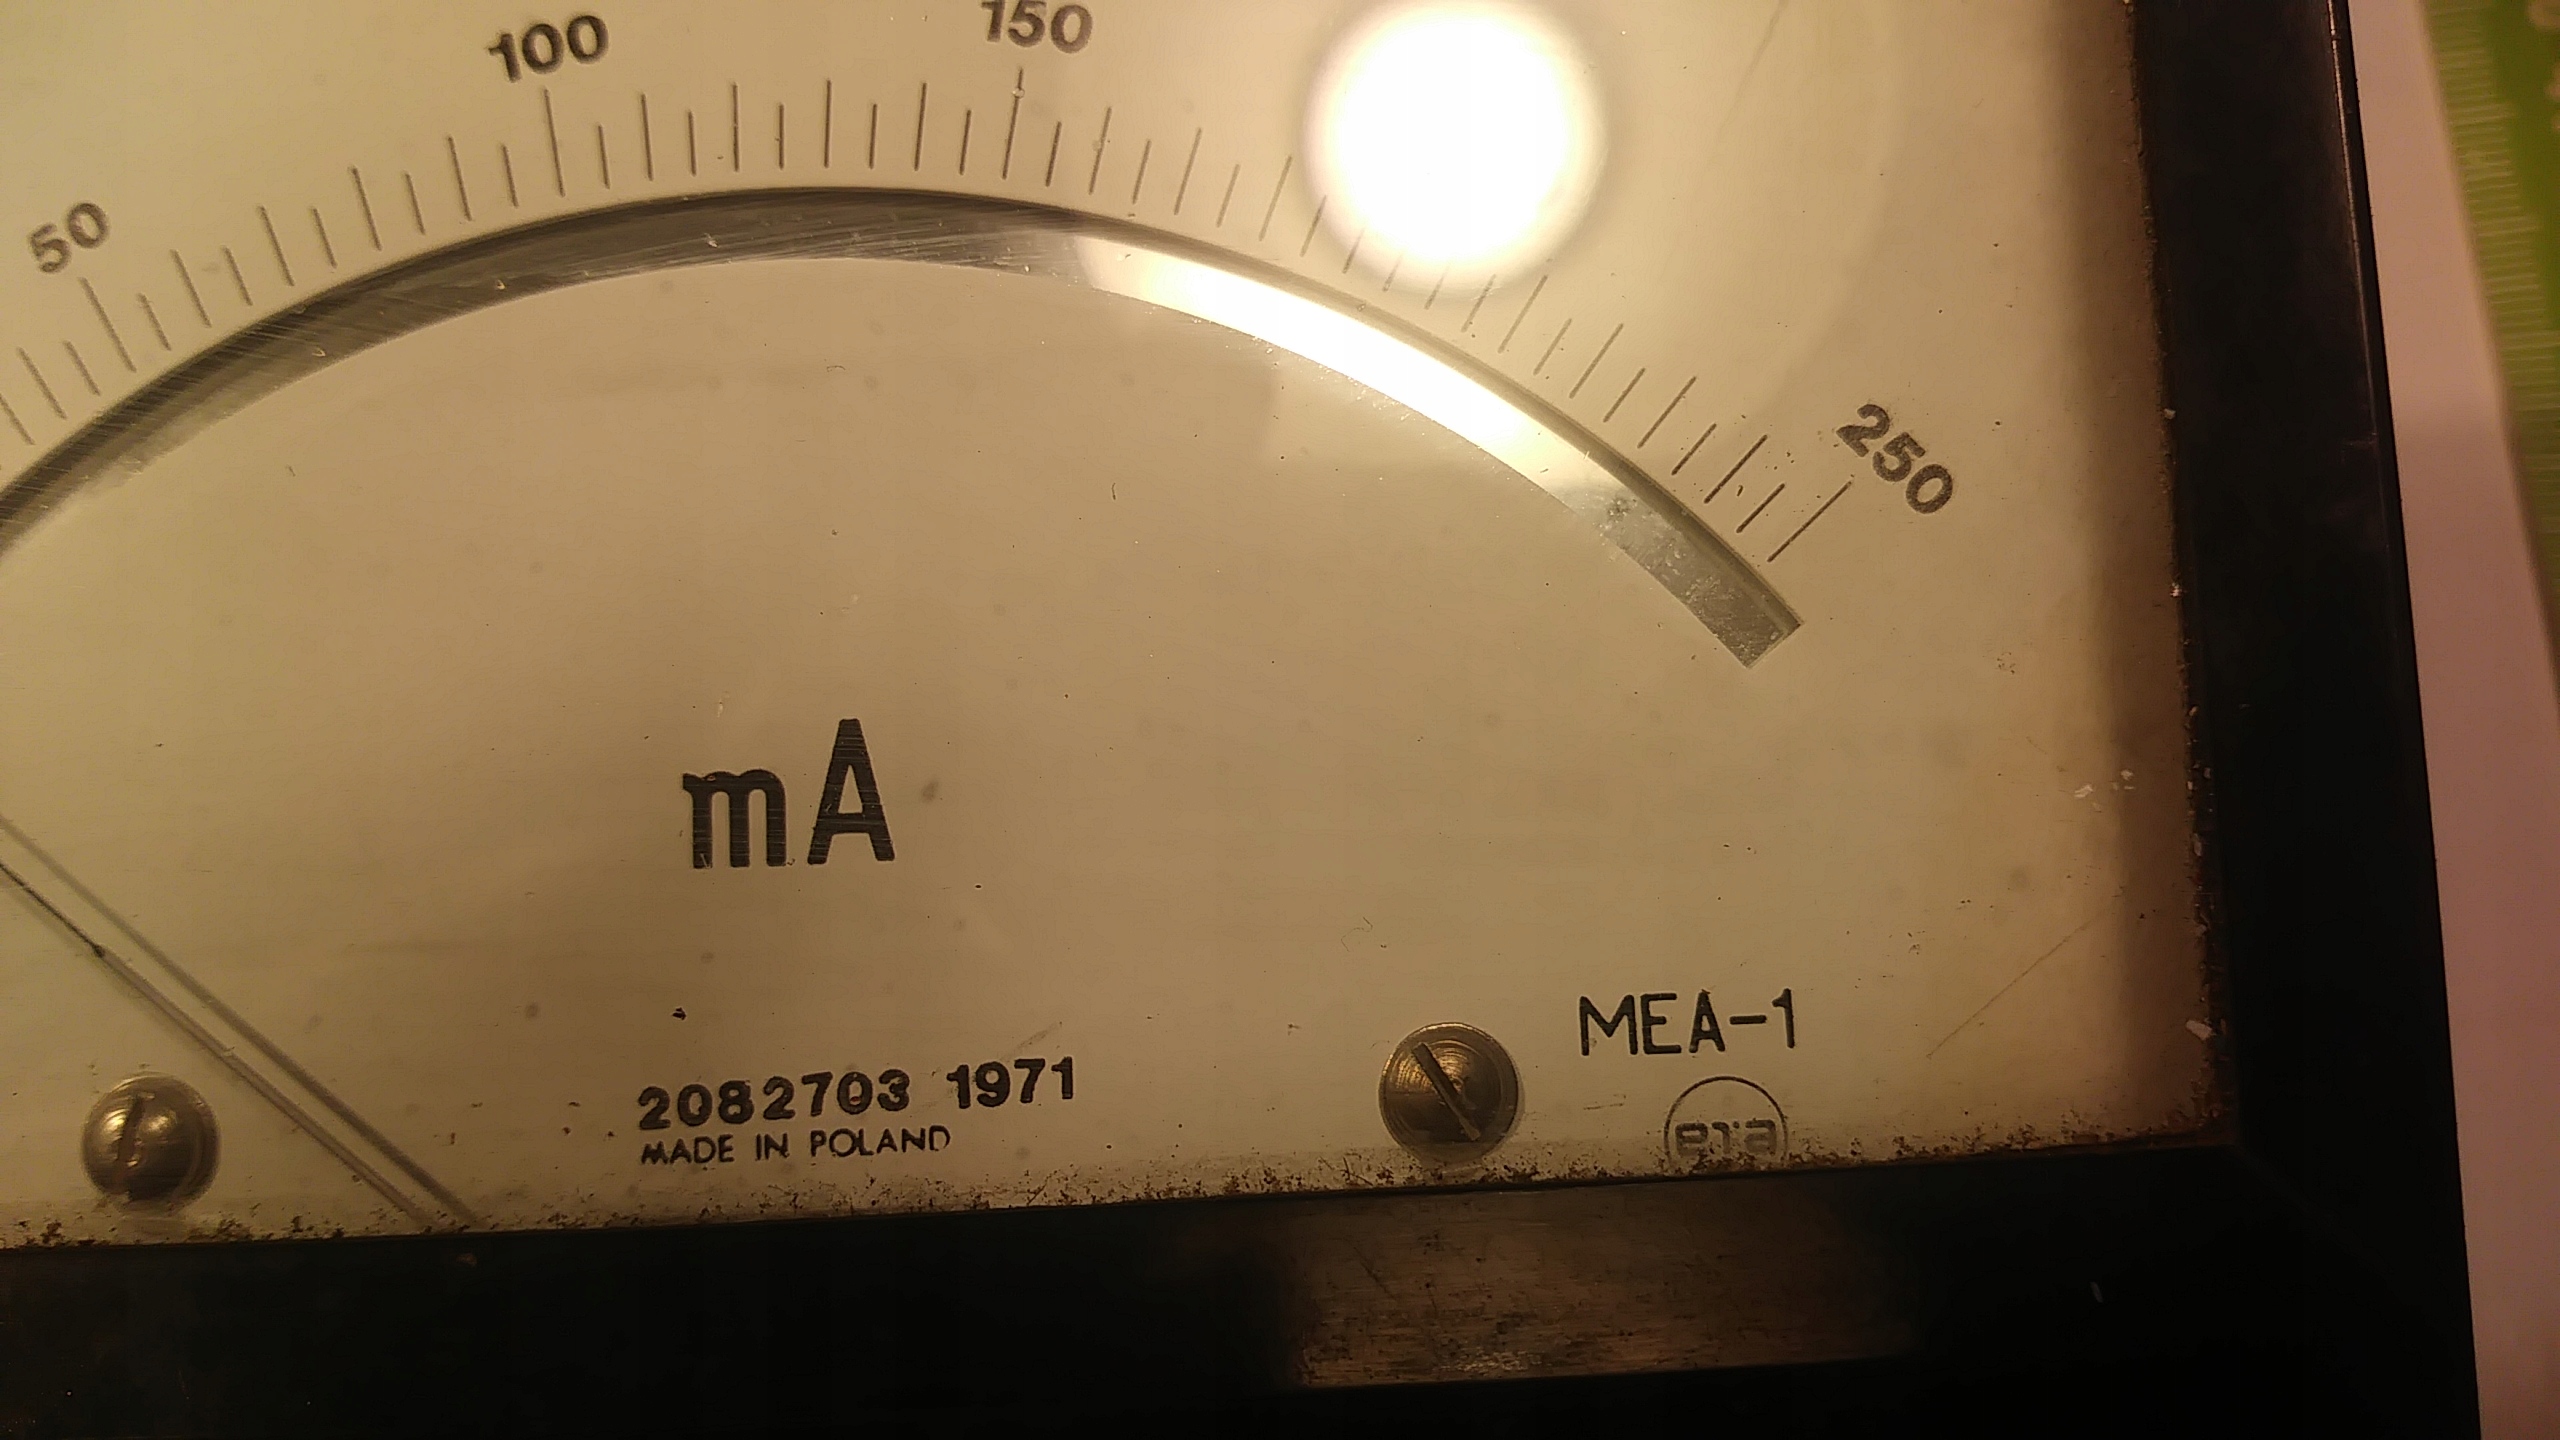 50
100
150
250
mA
MEA-1
2082703 1971
MADE IN POLAND
era